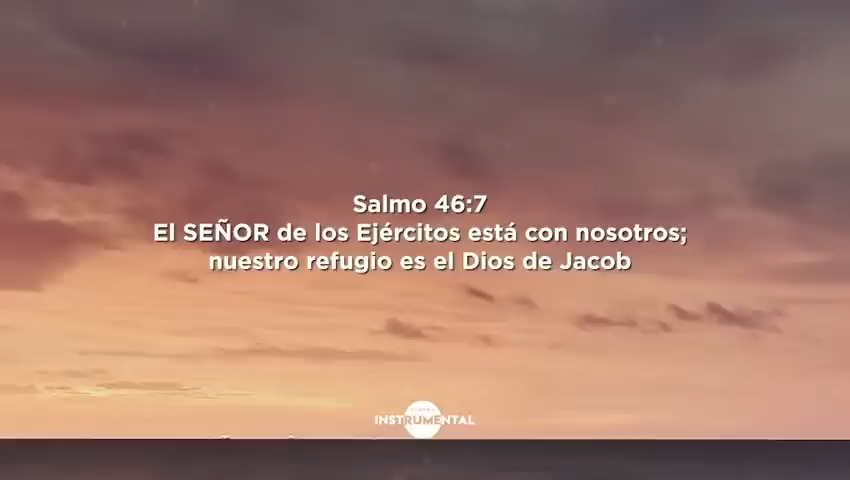 Salmo 46:7
El SEÑOR de los Ejércitos está con nosotros;
nuestro refugio es el Dios de Jacob
INSTRUMENTAL